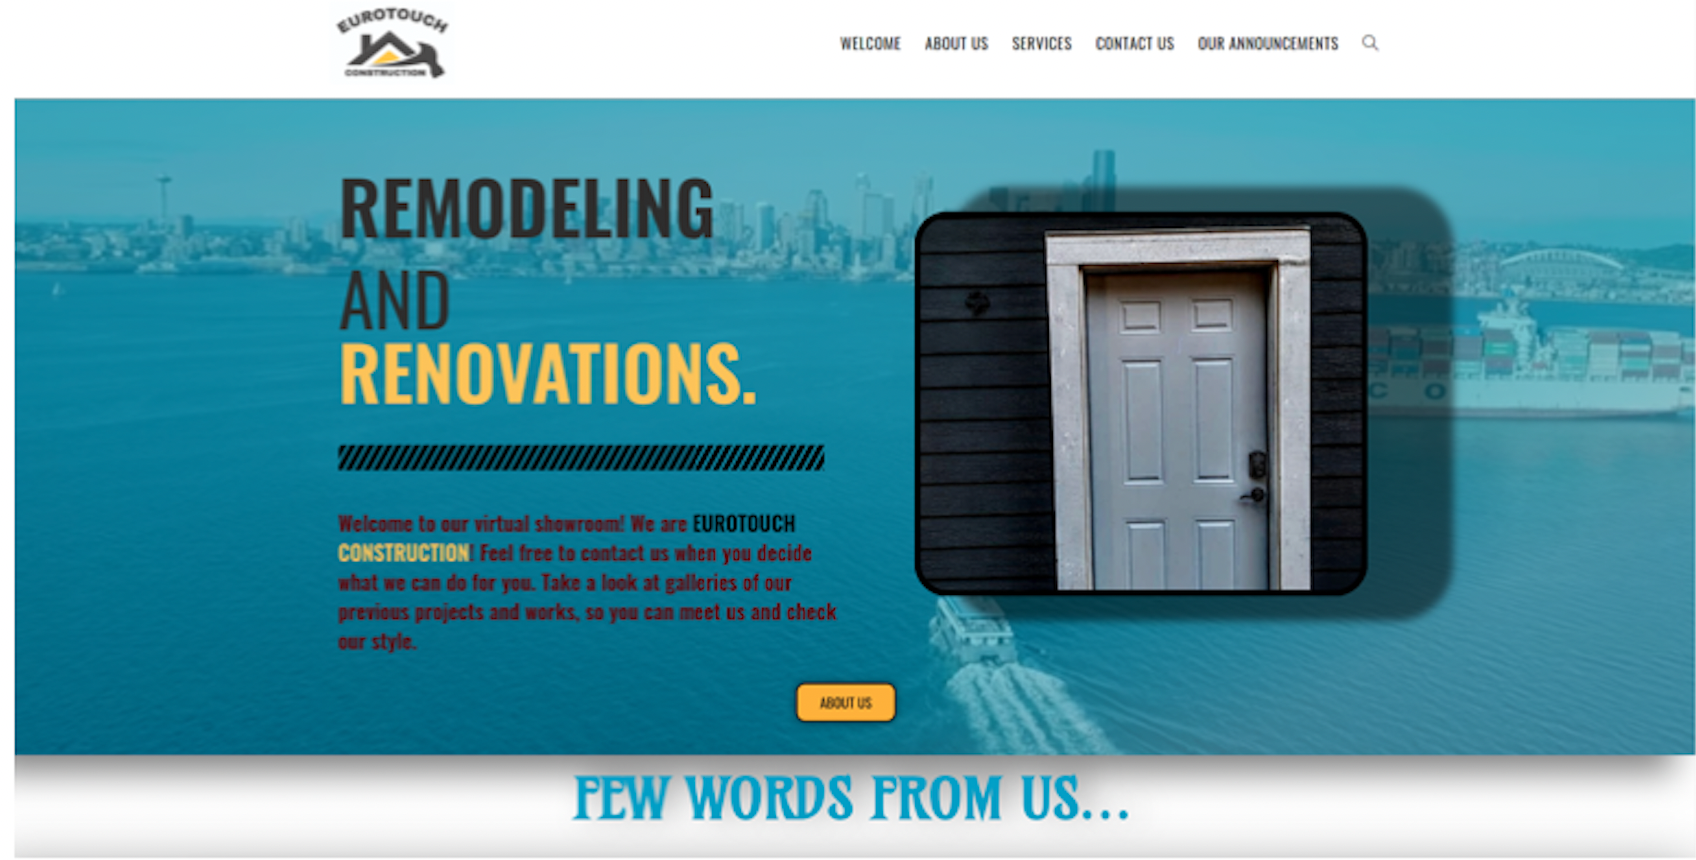 EUROTOUCH
CONSTRUCTION
WELCOME ABOUT US SERVICES CONTACT US OUR ANNOUNCEMENTS
REMODELING
AND
RENOVATIONS.
Welcome to our virtual showroom! We are EUROTOUCH
CONSTRUCTION! Feel free to contact us when you decide
what we can do for you. Take a look at galleries of our
previous projects and works, so you can meet us and check
our style.
C O
ABOUT US
FEW WORDS FROM US...